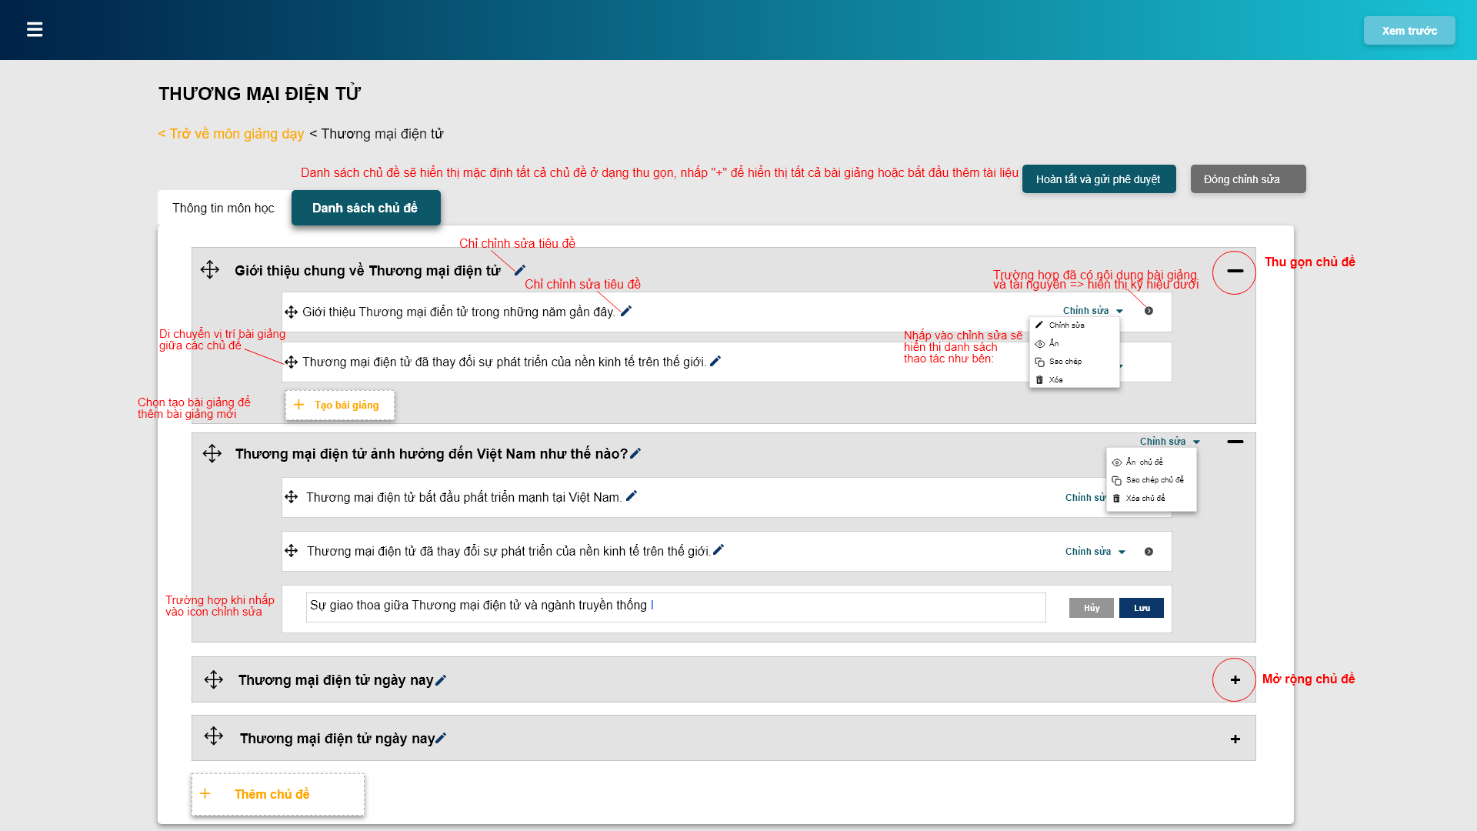 Xem trước
THƯƠNG MẠI ĐIỆN TỬ
< Trở về môn giảng dạy < Thương mại điện tử
Danh sách chủ đề sẽ hiển thị mặc định tất cả chủ đề ở dạng thu gọn, nhấp "+" để hiển thị tất cả bài giảng hoặc bắt đầu thêm tài liệu
Hoàn tất và gửi phê duyệt
Đóng chỉnh sửa
Thông tin môn học
Danh sách chủ đề
Chỉ chỉnh sửa tiêu đề
Giới thiệu chung về Thương mại điện tử
Thu gọn chủ đề
Chỉ chỉnh sửa tiêu đề
Trường hợp đã có nội dung bài giảng
và tài nguyên => hiển thị ký hiệu dưới
Giới thiệu Thương mại điển tử trong những năm gần đây.
Chỉnh sửa
Chỉnh sửa
Ẩn
Sao chép
Xóa
Nhấp vào chỉnh sửa sẽ
hiển thị danh sách
thao tác như bên:
Di chuyển vị trí bài giảng
giữa các chủ đề
Thương mại điện tử đã thay đổi sự phát triển của nền kinh tế trên thế giới.
Chọn tạo bài giảng để
thêm bài giảng mới
+ Tạo bài giảng
Thương mại điện tử ảnh hưởng đến Việt Nam như thế nào?
Chỉnh sửa
Ẩn chủ đề
Sao chép chủ đề
Xóa chủ đề
Thương mại điện tử bắt đầu phất triển mạnh tại Việt Nam.
Chỉnh sử
Thương mại điện tử đã thay đổi sự phát triển của nền kinh tế trên thế giới.
Chỉnh sửa
Trường hợp khi nhấp
vào icon chỉnh sửa
Sự giao thoa giữa Thương mại điện tử và ngành truyền thống
Hủy
Lưu
Thương mại điện tử ngày nay
+
Mở rộng chủ đề
Thương mại điện tử ngày nay
+
+ Thêm chủ đề